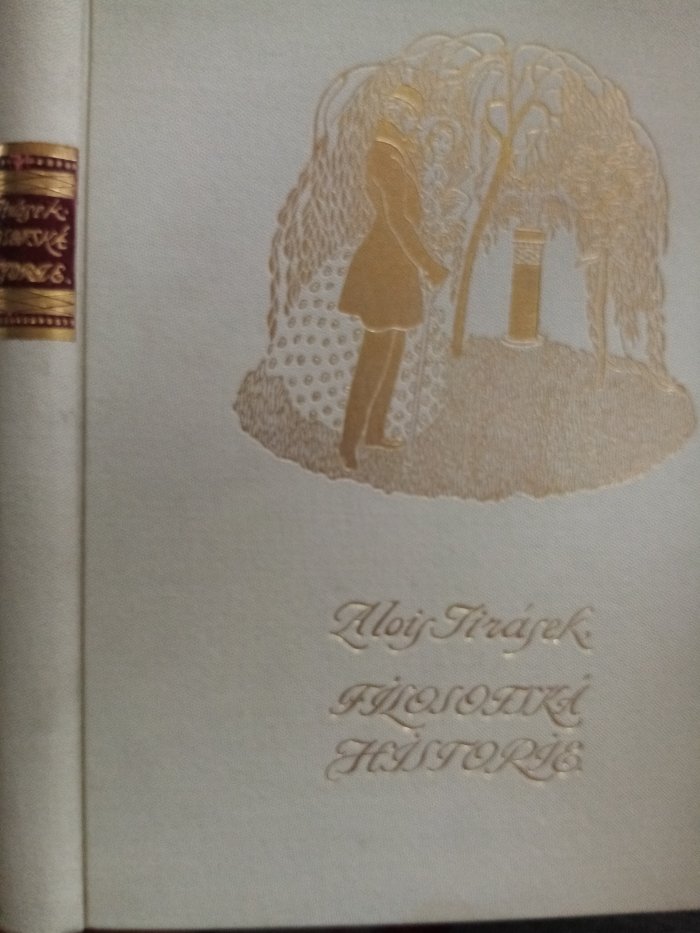 Alois Jirásek.
FILOSOFSKÁ
HISTORIE.